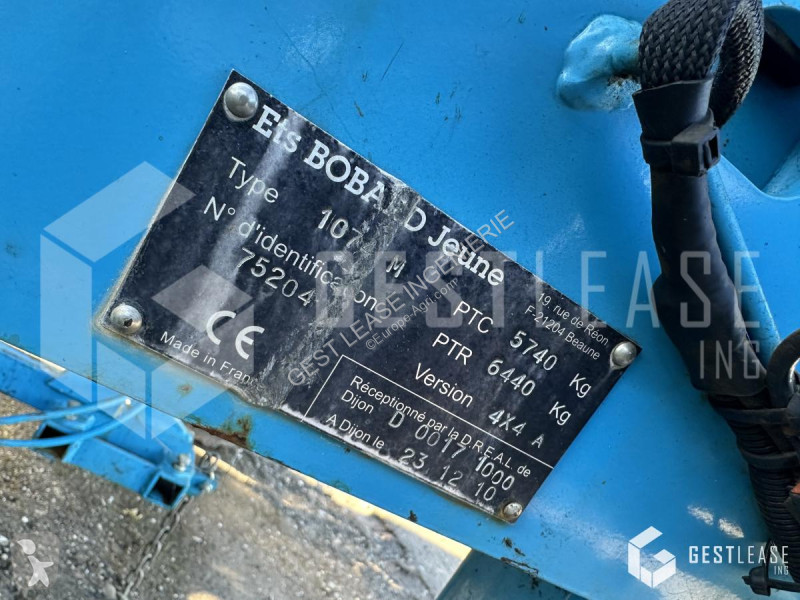 Ets Jeune
19, rue de Réon,
F-21204 Beaune
Type M
N° d'identification
75204
PTC 5740 Kg
PTR 6440 Kg
Version 4X4 A
CE
Made in
Réceptionné par la D.R.E.A.L. de
Dijon D 0017 1000
A Dijon le 23 12 10
GESTLEASE
ING
GEST LEASE INGENIERIE
©Europe-Agri.com
GESTLEASE
ING